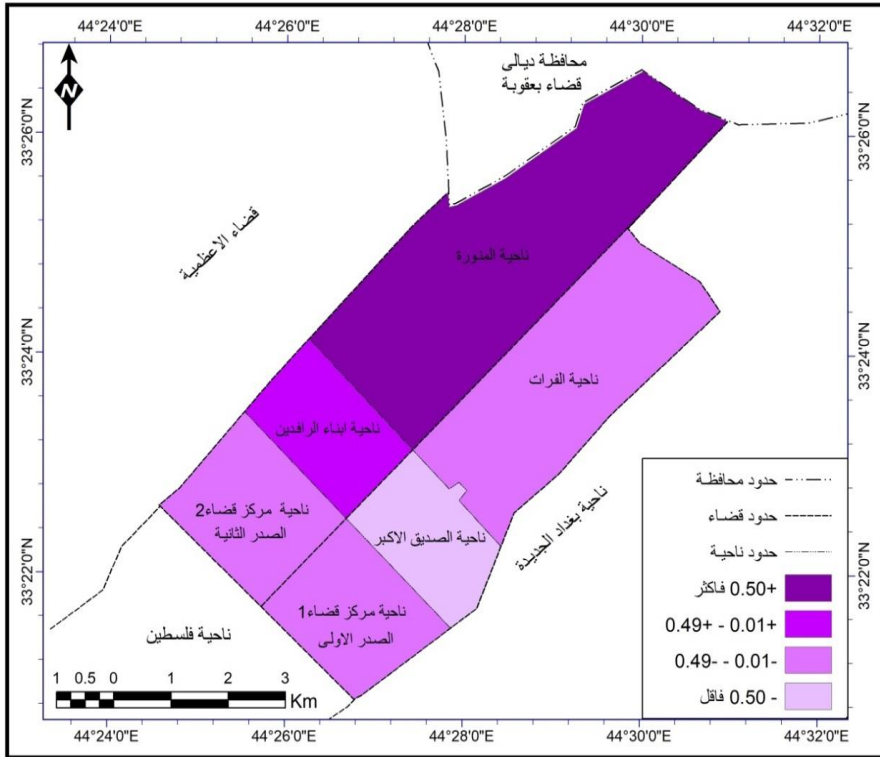 44°24'0"E 44°26'0"E 44°28'0"E 44°30'0"E 44°32'0"E
33°26'0"N
33°24'0"N
33°22'0"N
33°26'0"N
33°24'0"N
33°22'0"N
N
محافظة ديالى
قضاء بعقوبة
قضاء الاعظمية
ناحية المنورة
ناحية الفرات
ناحية ابناء الرافدين
ناحية مركز قضاء2
الصدر الثانية
ناحية الصديق الاكبر
ناحية بغداد الجديدة
ناحية مركز قضاء1
الصدر الاولى
ناحية فلسطين
حدود محافظة
حدود قضاء
حدود ناحية
+0.50 فاكثر
0.49+ - 0.01+
0.49- - 0.01-
- 0.50 فاقل
1 0.5 0 1 2 3
Km
44°24'0"E 44°26'0"E 44°28'0"E 44°30'0"E 44°32'0"E